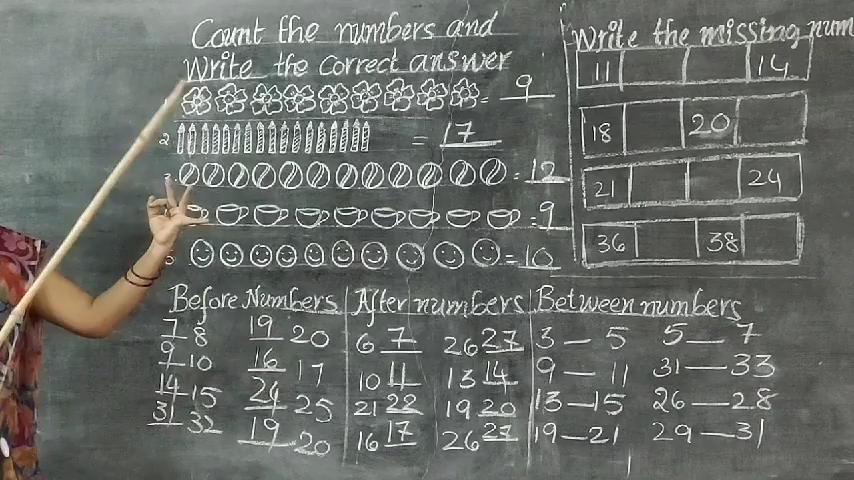 Count the numbers and
Write the correct answer
= 9
2 = 17
= 12
= 9
= 10
Write the missing num
11 14
18 20
21 24
36 38
Before Numbers
7 8 19 20
9 10 16 17
14 15 24 25
31 32 19 20
After numbers
6 7 26 27
10 11 13 14
21 22 19 20
16 17 26 27
Between numbers
3 — 5 5 — 7
9 — 11 31 — 33
13 — 15 26 — 28
19 — 21 29 — 31